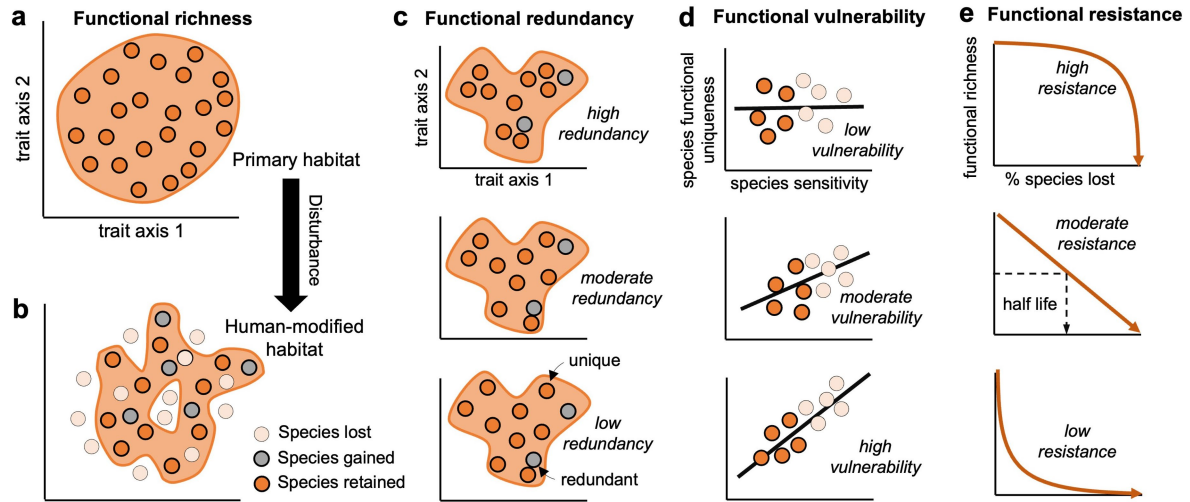 a
Functional richness
trait axis 2
trait axis 1
Primary habitat
Disturbance
b
Human-modified
habitat
Species lost
Species gained
Species retained
c
Functional redundancy
trait axis 2
high
redundancy
trait axis 1
moderate
redundancy
unique
low
redundancy
redundant
d
Functional vulnerability
species functional
uniqueness
low
vulnerability
species sensitivity
moderate
vulnerability
high
vulnerability
e
Functional resistance
functional richness
high
resistance
% species lost
moderate
resistance
half life
low
resistance